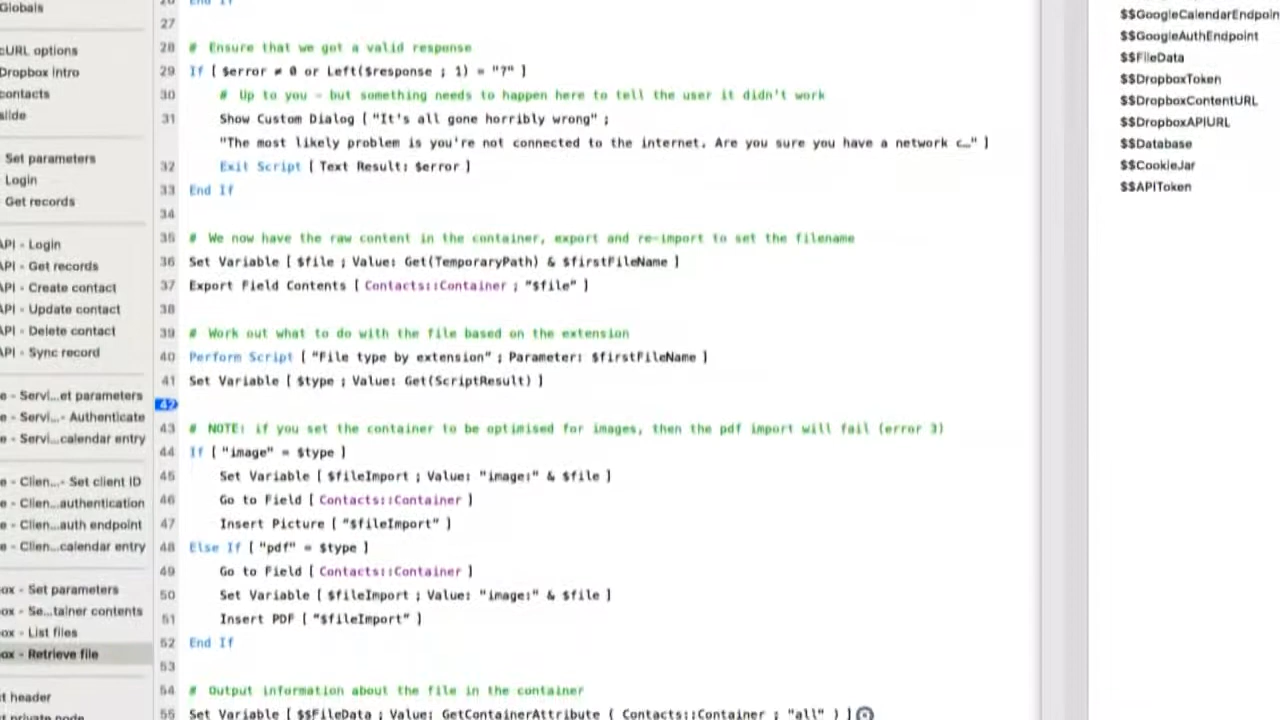 Globals
cURL options
Dropbox intro
contacts
slide
Set parameters
Login
Get records
API - Login
API - Get records
API - Create contact
API - Update contact
API - Delete contact
API - Sync record
e - Servi...et parameters
e - Servi...- Authenticate
e - Servi...calendar entry
e - Clien...- Set client ID
e - Clien...authentication
e - Clien...auth endpoint
e - Clien...calendar entry
ox - Set parameters
ox - Se...tainer contents
ox - List files
ox - Retrieve file
t header
t private node
26 End If
27
28 # Ensure that we got a valid response
29 If [ $error ≠ 0 or Left($response ; 1) = "?" ]
30 # Up to you - but something needs to happen here to tell the user it didn't work
31 Show Custom Dialog [ "It's all gone horribly wrong" ;
"The most likely problem is you're not connected to the internet. Are you sure you have a network c…" ]
32 Exit Script [ Text Result: $error ]
33 End If
34
35 # We now have the raw content in the container, export and re-import to set the filename
36 Set Variable [ $file ; Value: Get(TemporaryPath) & $firstFileName ]
37 Export Field Contents [ Contacts::Container ; "$file" ]
38
39 # Work out what to do with the file based on the extension
40 Perform Script [ "File type by extension" ; Parameter: $firstFileName ]
41 Set Variable [ $type ; Value: Get(ScriptResult) ]
42
43 # NOTE: if you set the container to be optimised for images, then the pdf import will fail (error 3)
44 If [ "image" = $type ]
45 Set Variable [ $fileImport ; Value: "image:" & $file ]
46 Go to Field [ Contacts::Container ]
47 Insert Picture [ "$fileImport" ]
48 Else If [ "pdf" = $type ]
49 Go to Field [ Contacts::Container ]
50 Set Variable [ $fileImport ; Value: "image:" & $file ]
51 Insert PDF [ "$fileImport" ]
52 End If
53
54 # Output information about the file in the container
55 Set Variable [ $$FileData ; Value: GetContainerAttribute ( Contacts::Container ; "all" ) ]
$$GoogleCalendarEndpoin
$$GoogleAuthEndpoint
$$FileData
$$DropboxToken
$$DropboxContentURL
$$DropboxAPIURL
$$Database
$$CookieJar
$$APIToken